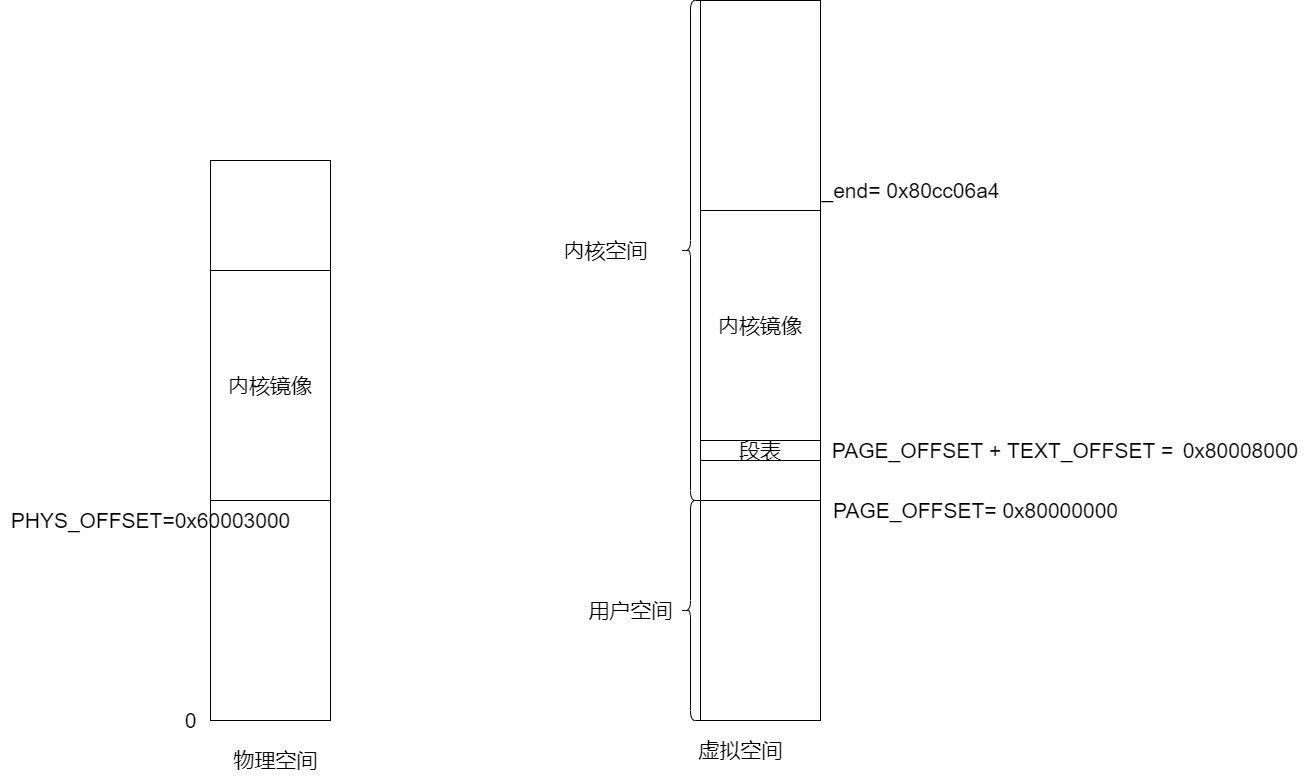 _end= 0x80cc06a4
内核空间
内核镜像
内核镜像
段表
PAGE_OFFSET + TEXT_OFFSET = 0x80008000
PHYS_OFFSET=0x60003000
PAGE_OFFSET= 0x80000000
用户空间
0
物理空间
虚拟空间